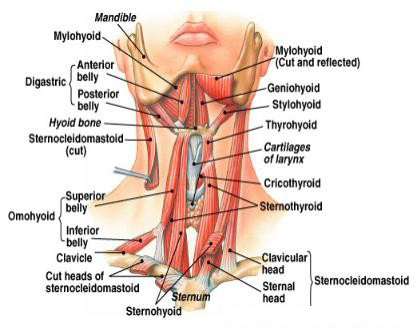 Mandible
Mylohyoid
Digastric
Anterior
belly
Posterior
belly
Hyoid bone
Sternocleidomastoid
(cut)
Omohyoid
Superior
belly
Inferior
belly
Clavicle
Cut heads of
sternocleidomastoid
Sternohyoid
Sternum
Mylohyoid
(Cut and reflected)
Geniohyoid
Stylohyoid
Thyrohyoid
Cartilages
of larynx
Cricothyroid
Sternothyroid
Clavicular
head
Sternal
head
Sternocleidomastoid